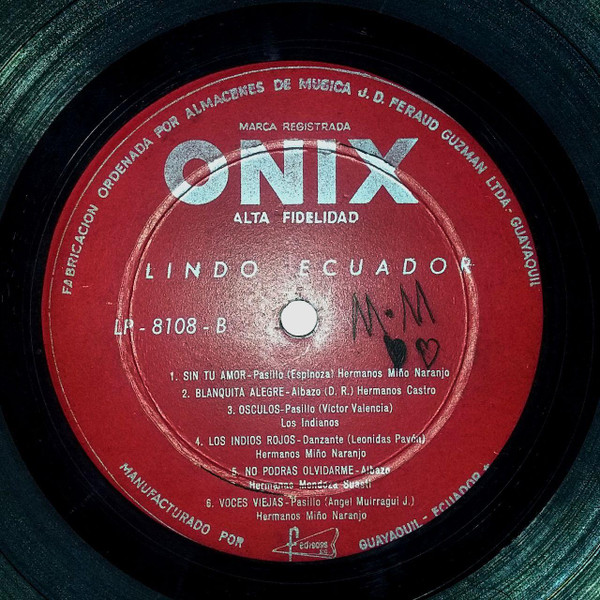 FABRICACION ORDENADA POR ALMACENES DE MUSICA J. D. FERAUD GUZMAN LTDA - GUAYAQUIL
MARCA REGISTRADA
ONIX
ALTA FIDELIDAD
LINDO ECUADOR
LP - 8108 - B
M.M
1. SIN TU AMOR-Pasillo (Espinoza) Hermanos Miño Naranjo
2. BLANQUITA ALEGRE-Albazo (D. R.) Hermanos Castro
3. OSCULOS-Pasillo (Víctor Valencia)
Los Indianos
4. LOS INDIOS ROJOS-Danzante (Leonidas Pavón)
Hermanos Miño Naranjo
5. NO PODRAS OLVIDARME-Albazo
Hermanas Mendoza Suasti
6. VOCES VIEJAS-Pasillo (Angel Muirragui J.)
Hermanos Miño Naranjo
MANUFACTURADO POR
GUAYAQUIL - ECUADOR